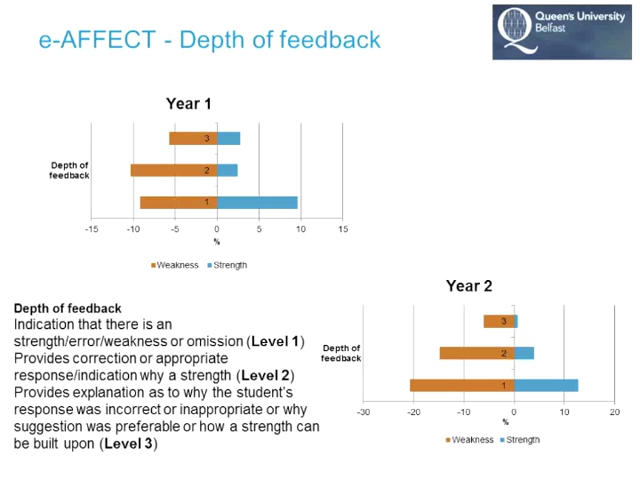 e-AFFECT - Depth of feedback
Queen's University
Belfast
Year 1
3
Depth of
feedback
2
1
-15 -10 -5 0 5 10 15
%
Weakness Strength
Year 2
Depth of feedback
Indication that there is an
strength/error/weakness or omission (Level 1)
Provides correction or appropriate
response/indication why a strength (Level 2)
Provides explanation as to why the student's
response was incorrect or inappropriate or why
suggestion was preferable or how a strength can
be built upon (Level 3)
3
Depth of
feedback
2
1
-30 -20 -10 0 10 20
%
Weakness Strength